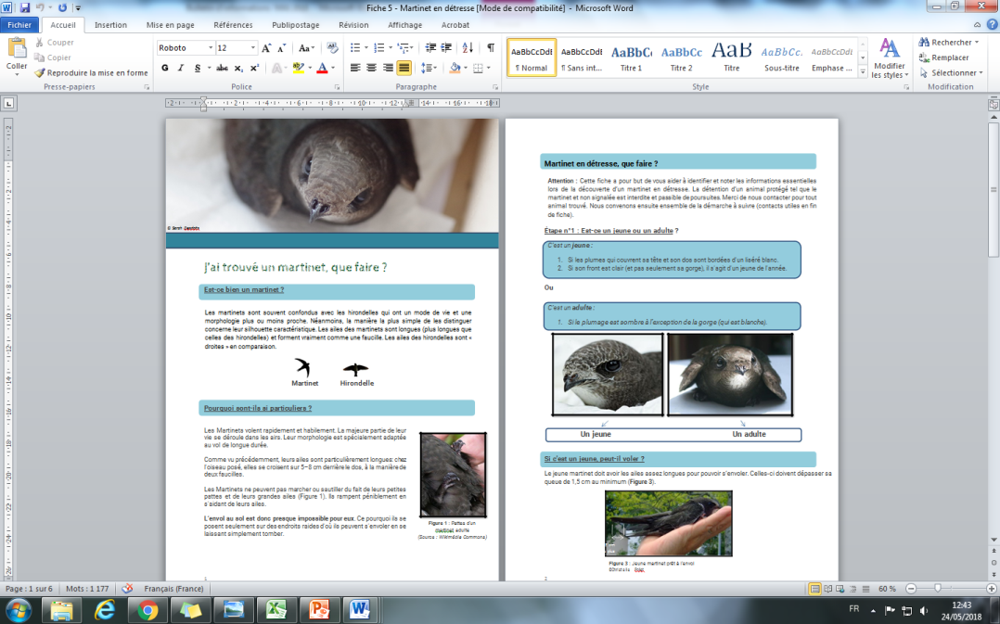 Fiche 5 - Martinet en détresse [Mode de compatibilité] - Microsoft Word
Fichier Accueil Insertion Mise en page Références Publipostage Révision Affichage Acrobat
Coller
Couper
Copier
Reproduire la mise en forme
Presse-papiers
Roboto 12
G I S abc
Police
Paragraphe
AaBbCcDdE AaBbCcDdE AaBbC AaBbCc AaB AaBbCc. AaBbCcDd
¶ Normal ¶ Sans int... Titre 1 Titre 2 Titre Sous-titre Emphase ...
Style
Modifier les styles
Rechercher
Remplacer
Sélectionner
Modification
J'ai trouvé un martinet, que faire ?
Est-ce bien un martinet ?
Les martinets sont souvent confondus avec les hirondelles qui ont un mode de vie et une
morphologie plus ou moins proche. Néanmoins, la manière la plus simple de les distinguer
concerne leur silhouette caractéristique. Les ailes des martinets sont longues (plus longues que
celles des hirondelles) et forment vraiment comme une faucille. Les ailes des hirondelles sont «
droites » en comparaison.
Martinet Hirondelle
Pourquoi sont-ils si particuliers ?
Les Martinets volent rapidement et habilement. La majeure partie de leur
vie se déroule dans les airs. Leur morphologie est spécialement adaptée
au vol de longue durée.
Comme vu précédemment, leurs ailes sont particulièrement longues: chez
l'oiseau posé, elles se croisent sur 5–8 cm derrière le dos, à la manière de
deux faucilles.
Les Martinets ne peuvent pas marcher ou sautiller du fait de leurs petites
pattes et de leurs grandes ailes (Figure 1). Ils rampent péniblement en
s'aidant de leurs ailes.
L'envol au sol est donc presque impossible pour eux. Ce pourquoi ils se
posent seulement sur des endroits raides d'où ils peuvent s'envoler en se
laissant simplement tomber.
Figure 1 : Pattes d'un
martinet adulte
(Source : Wikimédia Commons)
1
Martinet en détresse, que faire ?
Attention : Cette fiche a pour but de vous aider à identifier et noter les informations essentielles
lors de la découverte d'un martinet en détresse. La détention d'un animal protégé tel que le
martinet et non signalée est interdite et passible de poursuites. Merci de nous contacter pour tout
animal trouvé. Nous convenons ensuite ensemble de la démarche à suivre (contacts utiles en fin
de fiche).
Étape n°1 : Est-ce un jeune ou un adulte ?
C'est un jeune :
1. Si les plumes qui couvrent sa tête et son dos sont bordées d'un liséré blanc.
2. Si son front est clair (et pas seulement sa gorge), il s'agit d'un jeune de l'année.
Ou
C'est un adulte :
1. Si le plumage est sombre à l'exception de la gorge (qui est blanche).
Un jeune Un adulte
Si c'est un jeune, peut-il voler ?
Le jeune martinet doit avoir les ailes assez longues pour pouvoir s'envoler. Celles-ci doivent dépasser sa
queue de 1,5 cm au minimum (Figure 3).
Figure 3 : Jeune martinet prêt à l'envol
2
Page : 1 sur 6 Mots : 1 177 Français (France) 60 %
FR 12:43
24/05/2018